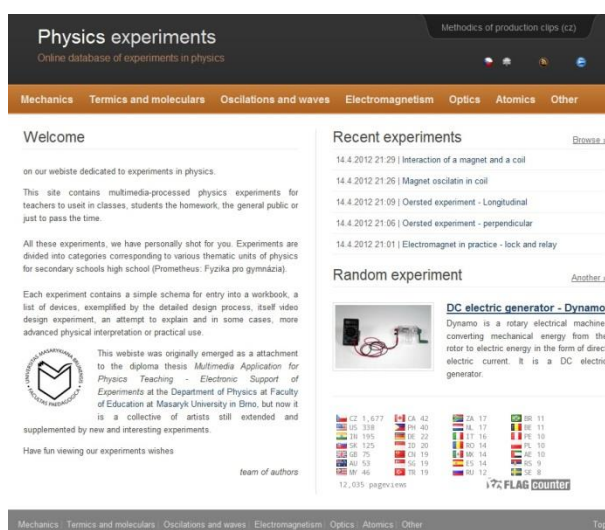 Physics experiments
Online database of experiments in physics
Methodics of production clips (cz)
Mechanics Termics and moleculars Oscilations and waves Electromagnetism Optics Atomics Other
Welcome
on our webiste dedicated to experiments in physics.
This site contains multimedia-processed physics experiments for
teachers to useit in classes, students the homework, the general public or
just to pass the time.
All these experiments, we have personally shot for you. Experiments are
divided into categories corresponding to various thematic units of physics
for secondary schools high school (Prometheus: Fyzika pro gymnázia).
Each experiment contains a simple schema for entry into a workbook, a
list of devices, exemplified by the detailed design process, itself video
design experiment, an attempt to explain and in some cases, more
advanced physical interpretation or practical use.
This webiste was originally emerged as a attachment
to the diploma thesis Multimedia Application for
Physics Teaching - Electronic Support of
Experiments at the Department of Physics at Faculty
of Education at Masaryk University in Brno, but now it
is a collective of artists still extended and
supplemented by new and interesting experiments.
Have fun viewing our experiments wishes
team of authors
Recent experiments
Browse
14.4.2012 21:29 | Interaction of a magnet and a coil
14.4.2012 21:26 | Magnet oscilatin in coil
14.4.2012 21:09 | Oersted experiment - Longitudinal
14.4.2012 21:06 | Oersted experiment - perpendicular
14.4.2012 21:01 | Electromagnet in practice - lock and relay
Random experiment
Another
DC electric generator - Dynamo
Dynamo is a rotary electrical machine
converting mechanical energy from the
rotor to electric energy in the form of direct
electric current. It is a DC electric
generator.
CZ 1,677 CA 42 ZA 17 BR 11
US 338 PH 40 NL 17 BE 11
IN 195 DE 22 IT 16 PE 10
SK 125 ID 20 RO 14 PL 10
GB 75 CN 19 MK 14 AE 10
AU 53 SG 19 ES 14 RS 9
MY 46 TR 19 RU 12 SE 8
12,035 pageviews
FLAG counter
Mechanics | Termics and moleculars | Oscilations and waves | Electromagnetism | Optics | Atomics | Other
Top